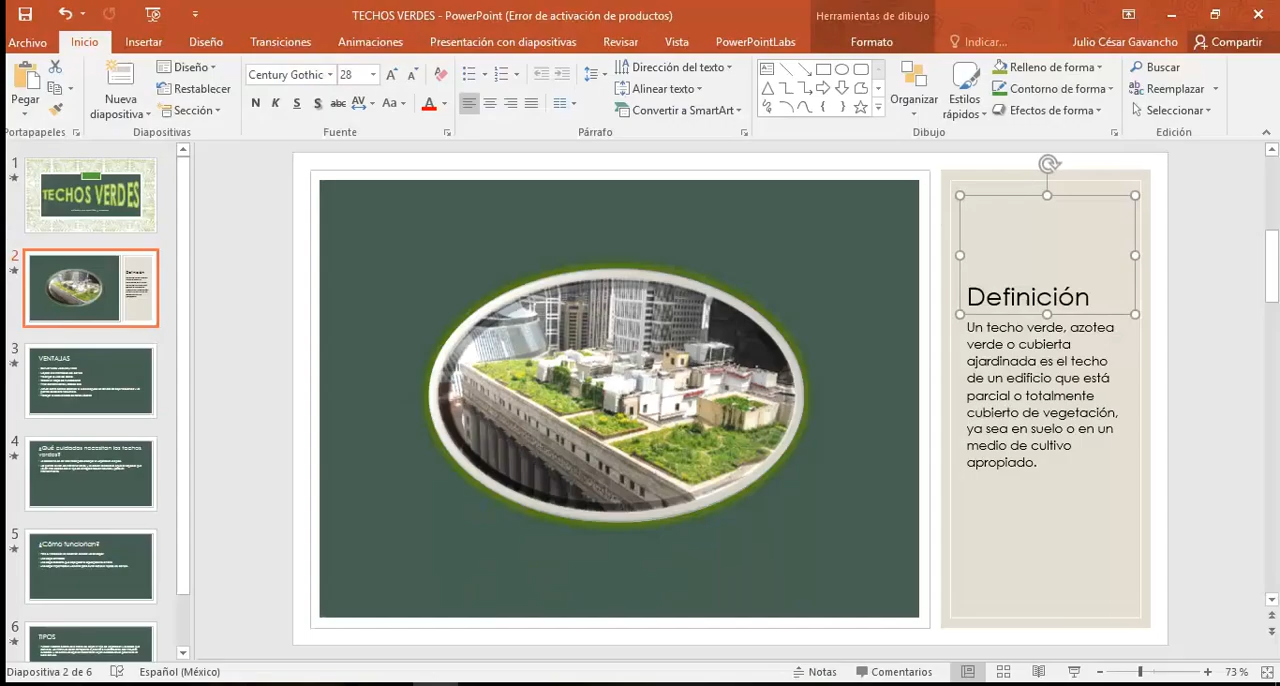 TECHOS VERDES - PowerPoint (Error de activación de productos)
Herramientas de dibujo
Archivo Inicio Insertar Diseño Transiciones Animaciones Presentación con diapositivas Revisar Vista PowerPointLabs Formato Indicar... Julio César Gavancho Compartir
Pegar
Portapapeles
Nueva diapositiva
Diseño
Restablecer
Sección
Diapositivas
Century Gothic 28
N K S S abc AV Aa A
Fuente
Dirección del texto
Alinear texto
Convertir a SmartArt
Párrafo
Organizar
Estilos rápidos
Relleno de forma
Contorno de forma
Efectos de forma
Dibujo
Buscar
Reemplazar
Seleccionar
Edición
1
TECHOS VERDES
2
Definición
3
VENTAJAS
4
¿Qué cuidados necesitan los techos verdes?
5
¿Cómo funcionan?
6
TIPOS
Definición
Un techo verde, azotea
verde o cubierta
ajardinada es el techo
de un edificio que está
parcial o totalmente
cubierto de vegetación,
ya sea en suelo o en un
medio de cultivo
apropiado.
Diapositiva 2 de 6 Español (México) Notas Comentarios 73 %